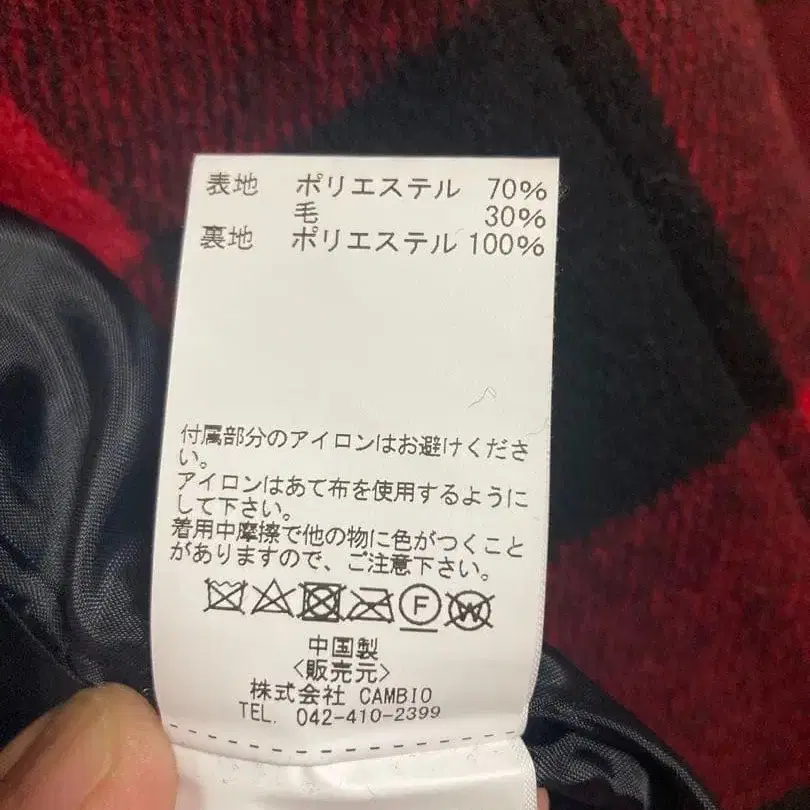 表地 ポリエステル 70%
毛 30%
裏地 ポリエステル 100%
付属部分のアイロンはお避けくださ
い。
アイロンはあて布を使用するように
して下さい。
着用中摩擦で他の物に色がつくこと
がありますので、ご注意下さい。
F W
中国製
<販売元>
株式会社 CAMBIO
TEL. 042-410-2399